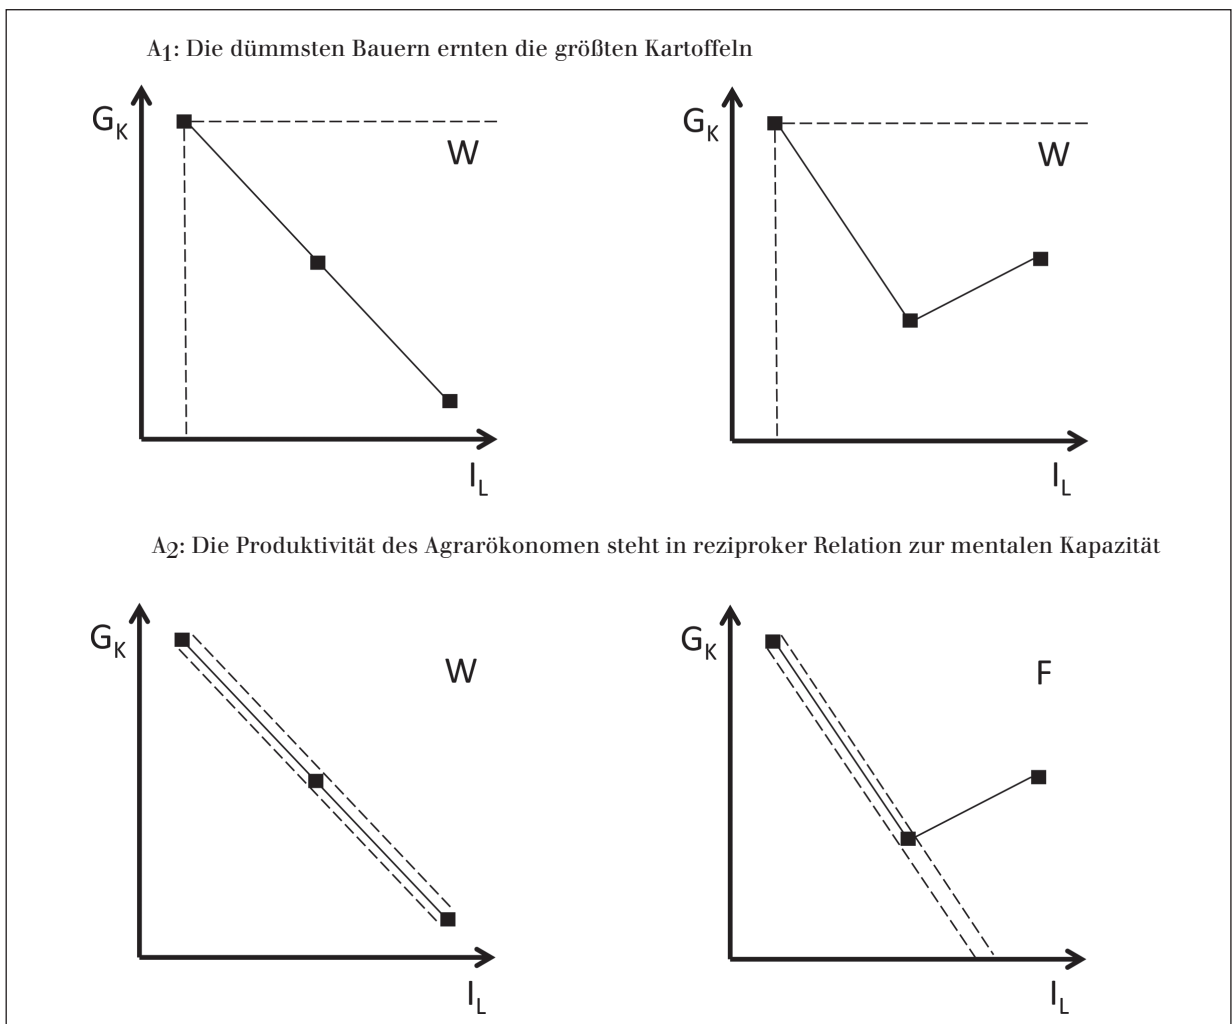 A1: Die dümmsten Bauern ernten die größten Kartoffeln
GK
W
IL
GK
W
IL
A2: Die Produktivität des Agrarökonomen steht in reziproker Relation zur mentalen Kapazität
GK
W
IL
GK
F
IL